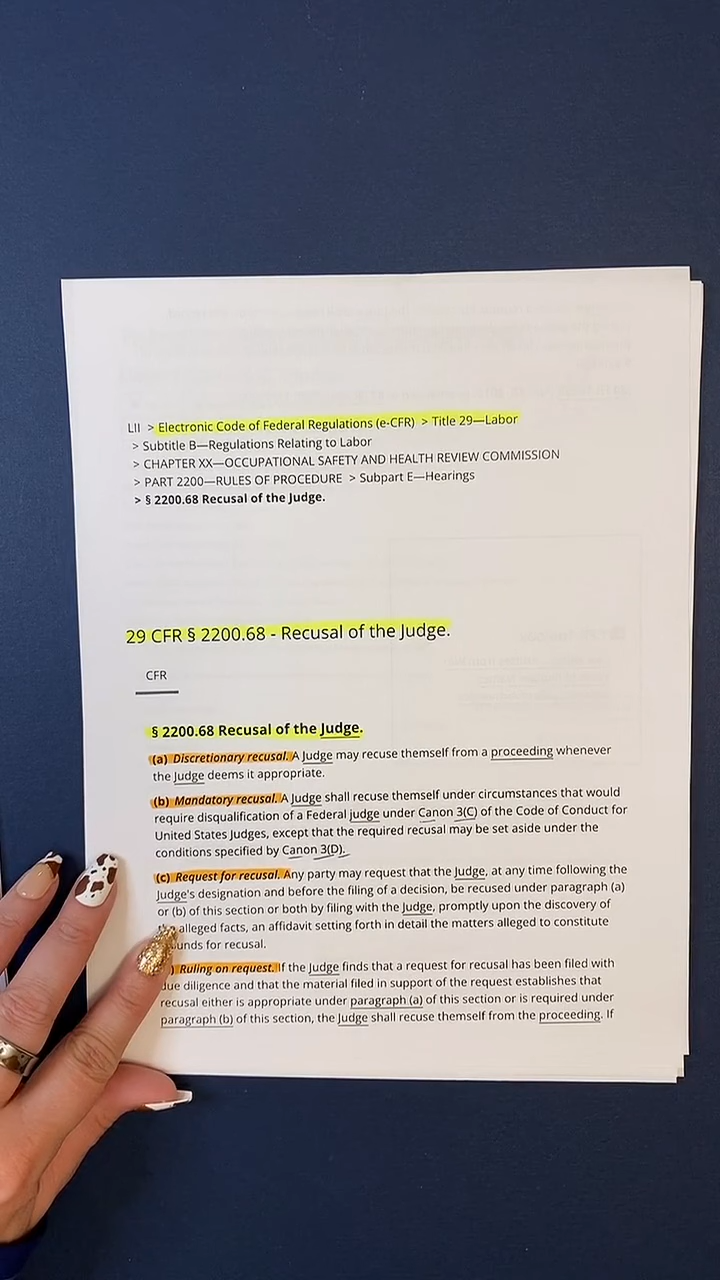 LII > Electronic Code of Federal Regulations (e-CFR) > Title 29—Labor
> Subtitle B—Regulations Relating to Labor
> CHAPTER XX—OCCUPATIONAL SAFETY AND HEALTH REVIEW COMMISSION
> PART 2200—RULES OF PROCEDURE > Subpart E—Hearings
> § 2200.68 Recusal of the Judge.
29 CFR § 2200.68 - Recusal of the Judge.
CFR
§ 2200.68 Recusal of the Judge.
(a) Discretionary recusal. A Judge may recuse themself from a proceeding whenever
the Judge deems it appropriate.
(b) Mandatory recusal. A Judge shall recuse themself under circumstances that would
require disqualification of a Federal judge under Canon 3(C) of the Code of Conduct for
United States Judges, except that the required recusal may be set aside under the
conditions specified by Canon 3(D).
(c) Request for recusal. Any party may request that the Judge, at any time following the
Judge's designation and before the filing of a decision, be recused under paragraph (a)
or (b) of this section or both by filing with the Judge, promptly upon the discovery of
alleged facts, an affidavit setting forth in detail the matters alleged to constitute
for recusal.
Ruling on request. If the Judge finds that a request for recusal has been filed with
due diligence and that the material filed in support of the request establishes that
recusal either is appropriate under paragraph (a) of this section or is required under
paragraph (b) of this section, the Judge shall recuse themself from the proceeding. If